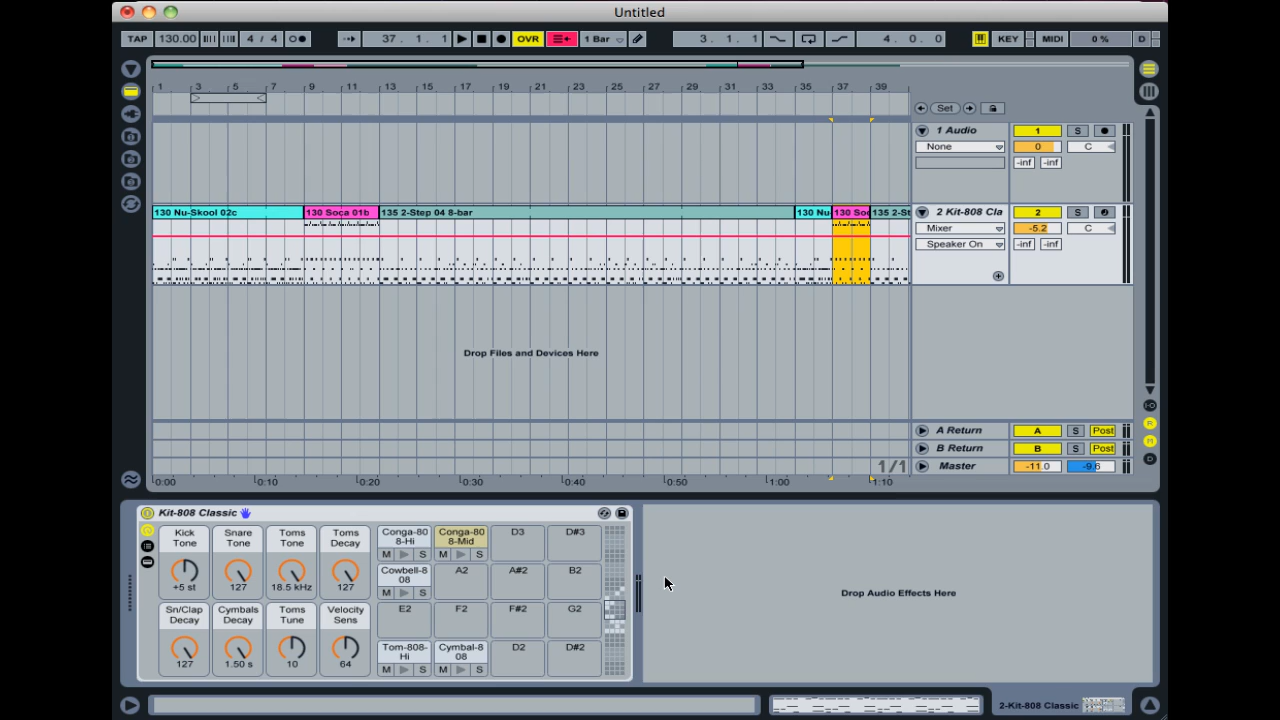 Untitled
TAP 130.00 4 / 4 37. 1. 1 OVR 1 Bar 3. 1. 1 4. 0. 0 KEY MIDI 0 % D
1 3 5 7 9 11 13 15 17 19 21 23 25 27 29 31 33 35 37 39
Set
1 Audio 1 S
None 0 C
-inf -inf
130 Nu-Skool 02c 130 Soca 01b 135 2-Step 04 8-bar 130 Nu 130 Soc 135 2-St 2 Kit-808 Cla 2 S
Mixer -5.2 C
Speaker On -inf -inf
Drop Files and Devices Here
A Return A S Post
B Return B S Post
1/1 Master -11.0 -9.6
0:00 0:10 0:20 0:30 0:40 0:50 1:00 1:10
Kit-808 Classic
Kick Tone Snare Tone Toms Tone Toms Decay
+5 st 127 18.5 kHz 127
Sn/Clap Decay Cymbals Decay Toms Tune Velocity Sens
127 1.50 s 10 64
Conga-80 8-Hi Conga-80 8-Mid D3 D#3
M S M S
Cowbell-8 08 A2 A#2 B2
M S
E2 F2 F#2 G2
Tom-808-Hi Cymbal-8 08 D2 D#2
M S M S
Drop Audio Effects Here
2-Kit-808 Classic